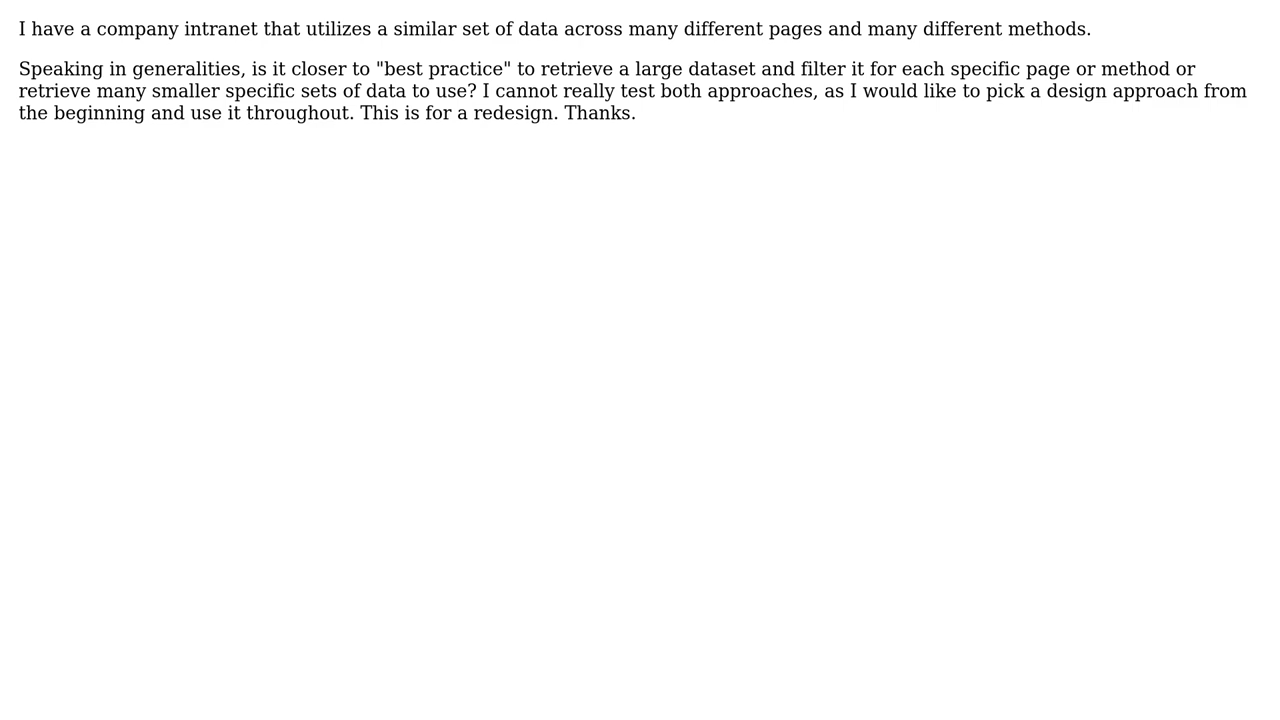 I have a company intranet that utilizes a similar set of data across many different pages and many different methods.
Speaking in generalities, is it closer to "best practice" to retrieve a large dataset and filter it for each specific page or method or
retrieve many smaller specific sets of data to use? I cannot really test both approaches, as I would like to pick a design approach from
the beginning and use it throughout. This is for a redesign. Thanks.